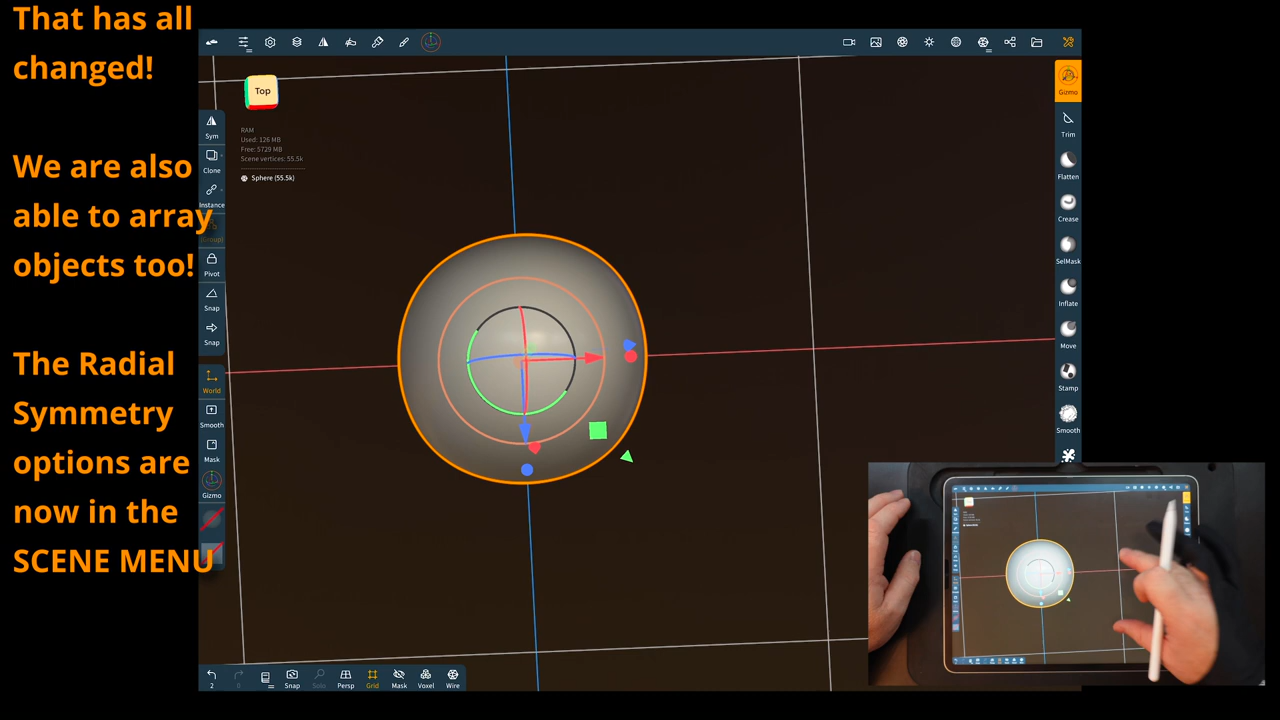 That has all
changed!
We are also
able to array
objects too!
The Radial
Symmetry
options are
now in the
SCENE MENU
Top
RAM
Used: 126 MB
Free: 5729 MB
Scene vertices: 55.5k
Sphere (55.5k)
Sym
Clone
Instance
Pivot
Snap
Snap
World
Smooth
Mask
Gizmo
Gizmo
Trim
Flatten
Crease
SelMask
Inflate
Move
Stamp
Smooth
2
0
Snap
Solo
Persp
Grid
Mask
Voxel
Wire